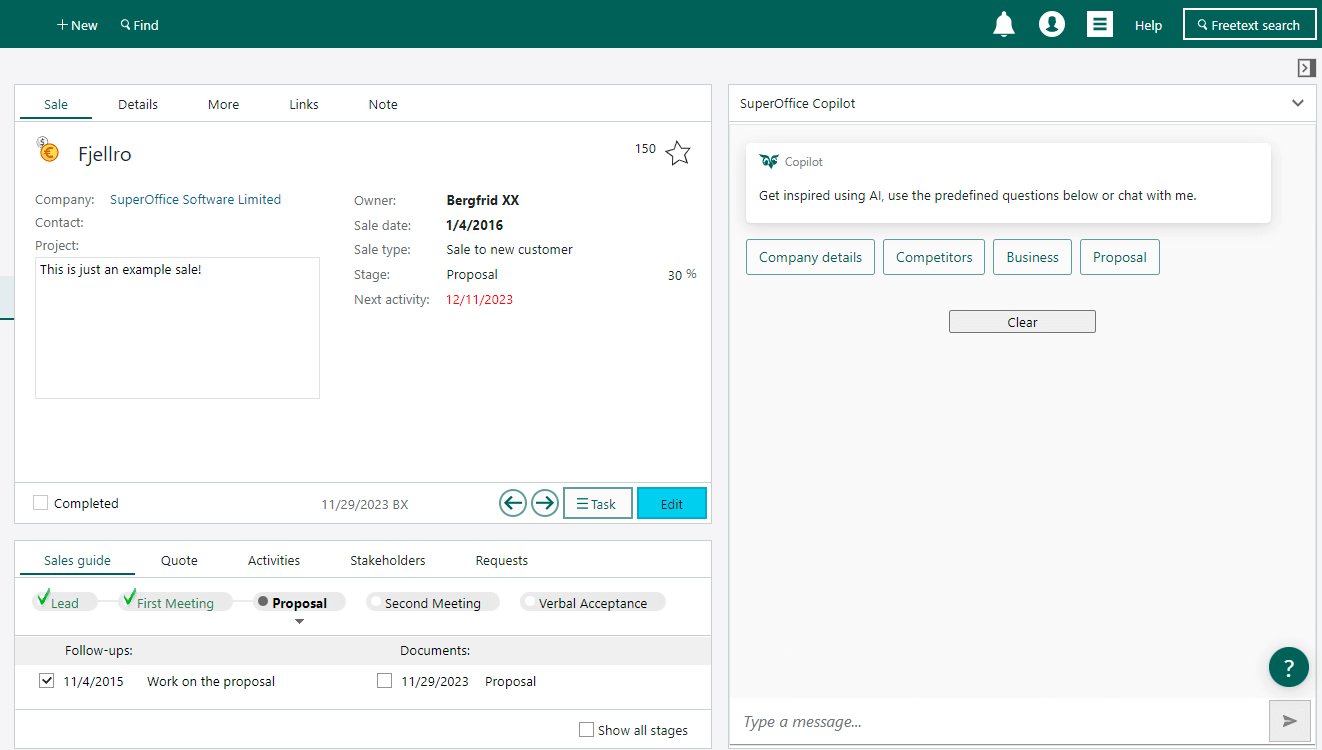 New
Find
Help
Freetext search
Sale
Details
More
Links
Note
SuperOffice Copilot
Fjellro
150
Copilot
Get inspired using AI, use the predefined questions below or chat with me.
Company: SuperOffice Software Limited
Contact:
Project:
This is just an example sale!
Owner: Bergfrid XX
Sale date: 1/4/2016
Sale type: Sale to new customer
Stage: Proposal 30 %
Next activity: 12/11/2023
Company details
Competitors
Business
Proposal
Clear
Completed
11/29/2023 BX
Task
Edit
Sales guide
Quote
Activities
Stakeholders
Requests
Lead
First Meeting
Proposal
Second Meeting
Verbal Acceptance
Follow-ups:
Documents:
11/4/2015 Work on the proposal
11/29/2023 Proposal
Show all stages
?
Type a message...